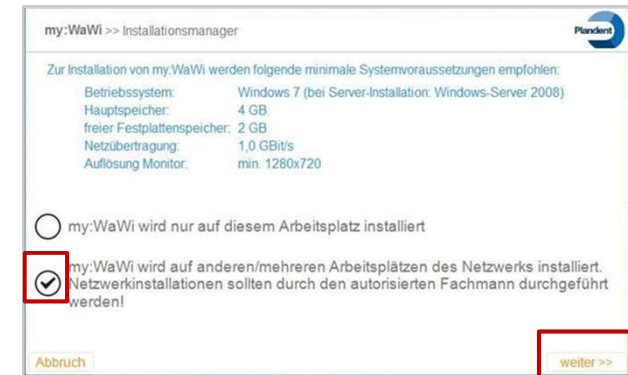 my:WaWi >> Installationsmanager
Plandent
Zur Installation von my:WaWi werden folgende minimale Systemvoraussetzungen empfohlen:
Betriebssystem: Windows 7 (bei Server-Installation: Windows-Server 2008)
Hauptspeicher: 4 GB
freier Festplattenspeicher: 2 GB
Netzübertragung: 1,0 GBit/s
Auflösung Monitor: min. 1280x720
my:WaWi wird nur auf diesem Arbeitsplatz installiert
my:WaWi wird auf anderen/mehreren Arbeitsplätzen des Netzwerks installiert.
Netzwerkinstallationen sollten durch den autorisierten Fachmann durchgeführt
werden!
Abbruch
weiter >>